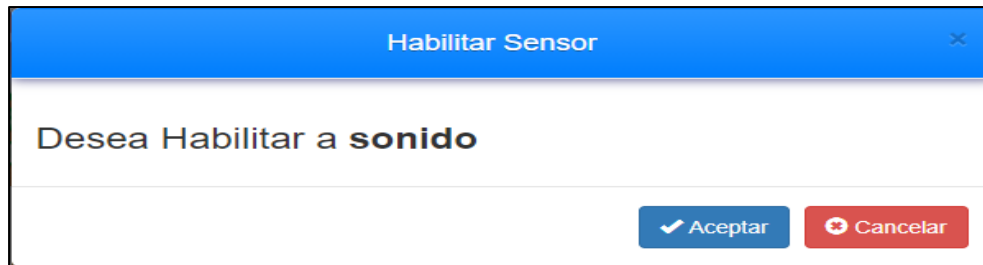 Habilitar Sensor
Desea Habilitar a sonido
Aceptar
Cancelar